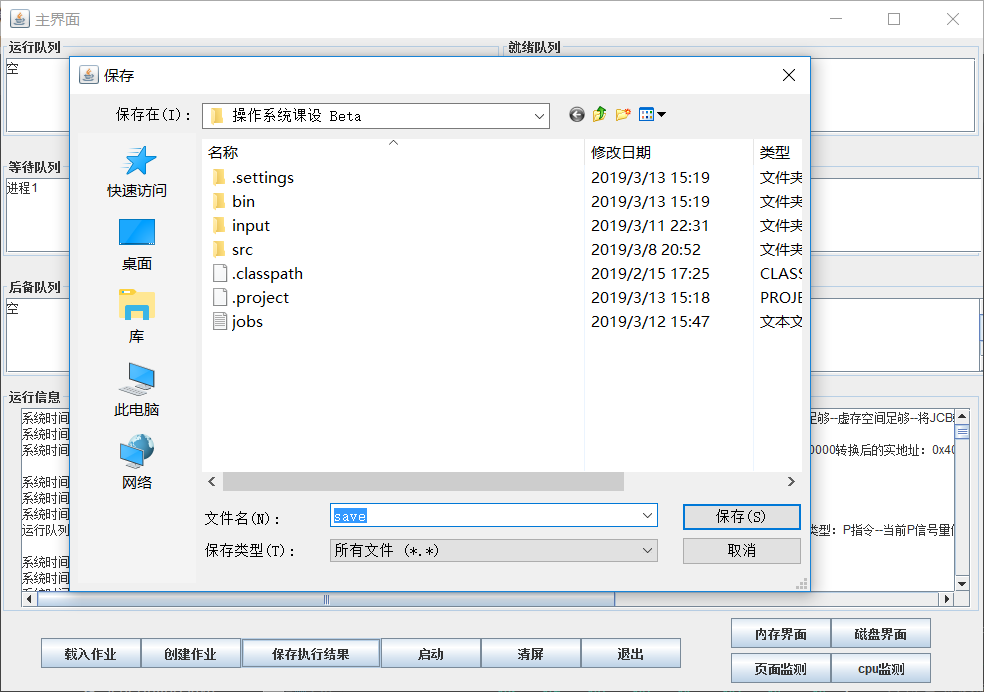 主界面
运行队列
就绪队列
空
保存
保存在(I):
操作系统课设 Beta
等待队列
进程1
后备队列
空
快速访问
桌面
库
此电脑
网络
名称 修改日期 类型
.settings 2019/3/13 15:19 文件夹
bin 2019/3/13 15:19 文件夹
input 2019/3/11 22:31 文件夹
src 2019/3/8 20:52 文件夹
.classpath 2019/2/15 17:25 CLASS
.project 2019/3/13 15:18 PROJE
jobs 2019/3/12 15:47 文本文
文件名(N): save 保存(S)
保存类型(T): 所有文件 (*.*) 取消
运行信息
系统时间 足够--虚存空间足够--将JCB
系统时间
系统时间 0000转换后的实地址: 0x40
系统时间
系统时间
系统时间
运行队列 类型: P指令--当前P信号量
系统时间
系统时间
载入作业 创建作业 保存执行结果 启动 清屏 退出
内存界面 磁盘界面
页面监测 cpu监测